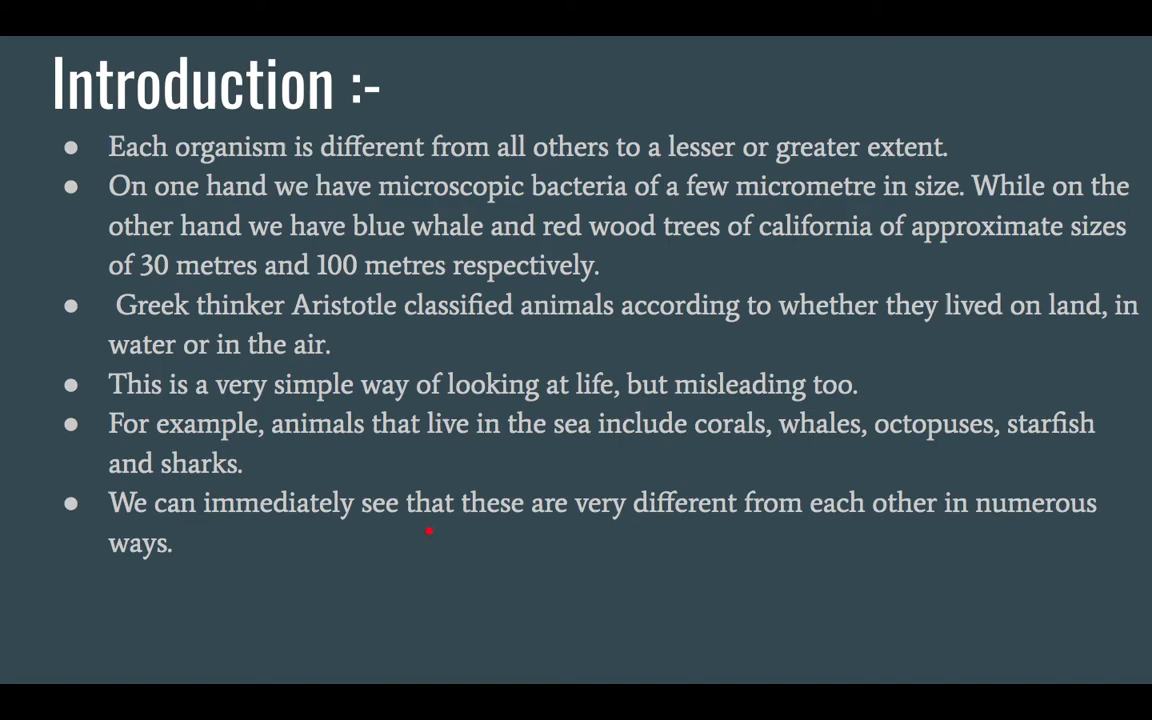 Introduction :-
● Each organism is different from all others to a lesser or greater extent.
● On one hand we have microscopic bacteria of a few micrometre in size. While on the
other hand we have blue whale and red wood trees of california of approximate sizes
of 30 metres and 100 metres respectively.
● Greek thinker Aristotle classified animals according to whether they lived on land, in
water or in the air.
● This is a very simple way of looking at life, but misleading too.
● For example, animals that live in the sea include corals, whales, octopuses, starfish
and sharks.
● We can immediately see that these are very different from each other in numerous
ways.